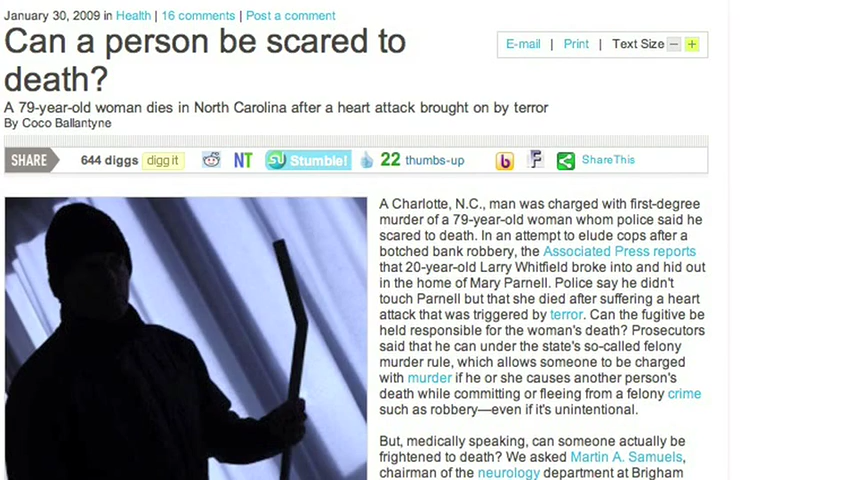 January 30, 2009 in Health | 16 comments | Post a comment
Can a person be scared to
death?
E-mail | Print | Text Size − +
A 79-year-old woman dies in North Carolina after a heart attack brought on by terror
By Coco Ballantyne
SHARE 644 diggs digg it NT Stumble! 22 thumbs-up b F ShareThis
A Charlotte, N.C., man was charged with first-degree
murder of a 79-year-old woman whom police said he
scared to death. In an attempt to elude cops after a
botched bank robbery, the Associated Press reports
that 20-year-old Larry Whitfield broke into and hid out
in the home of Mary Parnell. Police say he didn't
touch Parnell but that she died after suffering a heart
attack that was triggered by terror. Can the fugitive be
held responsible for the woman's death? Prosecutors
said that he can under the state's so-called felony
murder rule, which allows someone to be charged
with murder if he or she causes another person's
death while committing or fleeing from a felony crime
such as robbery—even if it's unintentional.
But, medically speaking, can someone actually be
frightened to death? We asked Martin A. Samuels,
chairman of the neurology department at Brigham